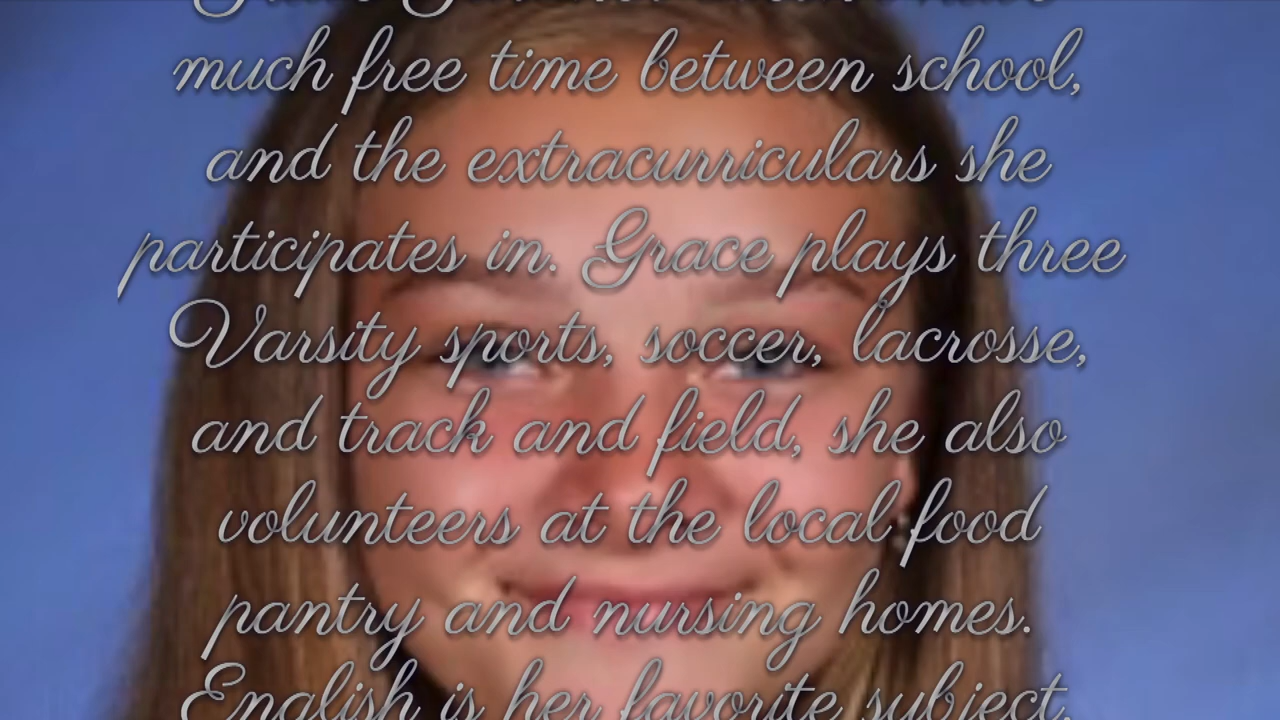 much free time between school,
and the extracurriculars she
participates in. Grace plays three
Varsity sports, soccer, lacrosse,
and track and field, she also
volunteers at the local food
pantry and nursing homes.
English is her favorite subject.